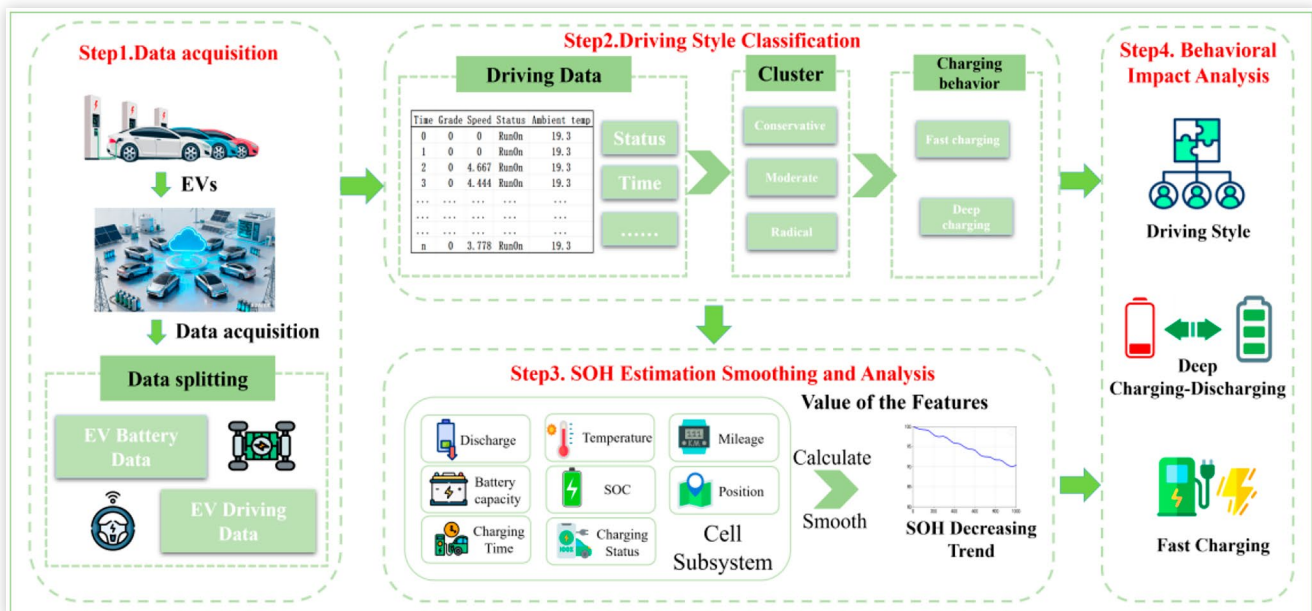 Step1.Data acquisition
EVs
Data acquisition
Data splitting
EV Battery
Data
EV Driving
Data
Step2.Driving Style Classification
Driving Data
Time Grade Speed Status Ambient temp
0 0 0 RunOn 19.3
1 0 0 RunOn 19.3
2 0 4.667 RunOn 19.3
3 0 4.444 RunOn 19.3
... ... ... ... ...
... ... ... ... ...
n 0 3.778 RunOn 19.3
Status
Time
......
Cluster
Conservative
Moderate
Radical
Charging
behavior
Fast charging
Deep
charging
Step3. SOH Estimation Smoothing and Analysis
Discharge
Temperature
Mileage
Battery
capacity
SOC
Position
Charging
Time
Charging
Status
Cell
Subsystem
Value of the Features
Calculate
Smooth
SOH Decreasing
Trend
Step4. Behavioral
Impact Analysis
Driving Style
Deep
Charging-Discharging
Fast Charging